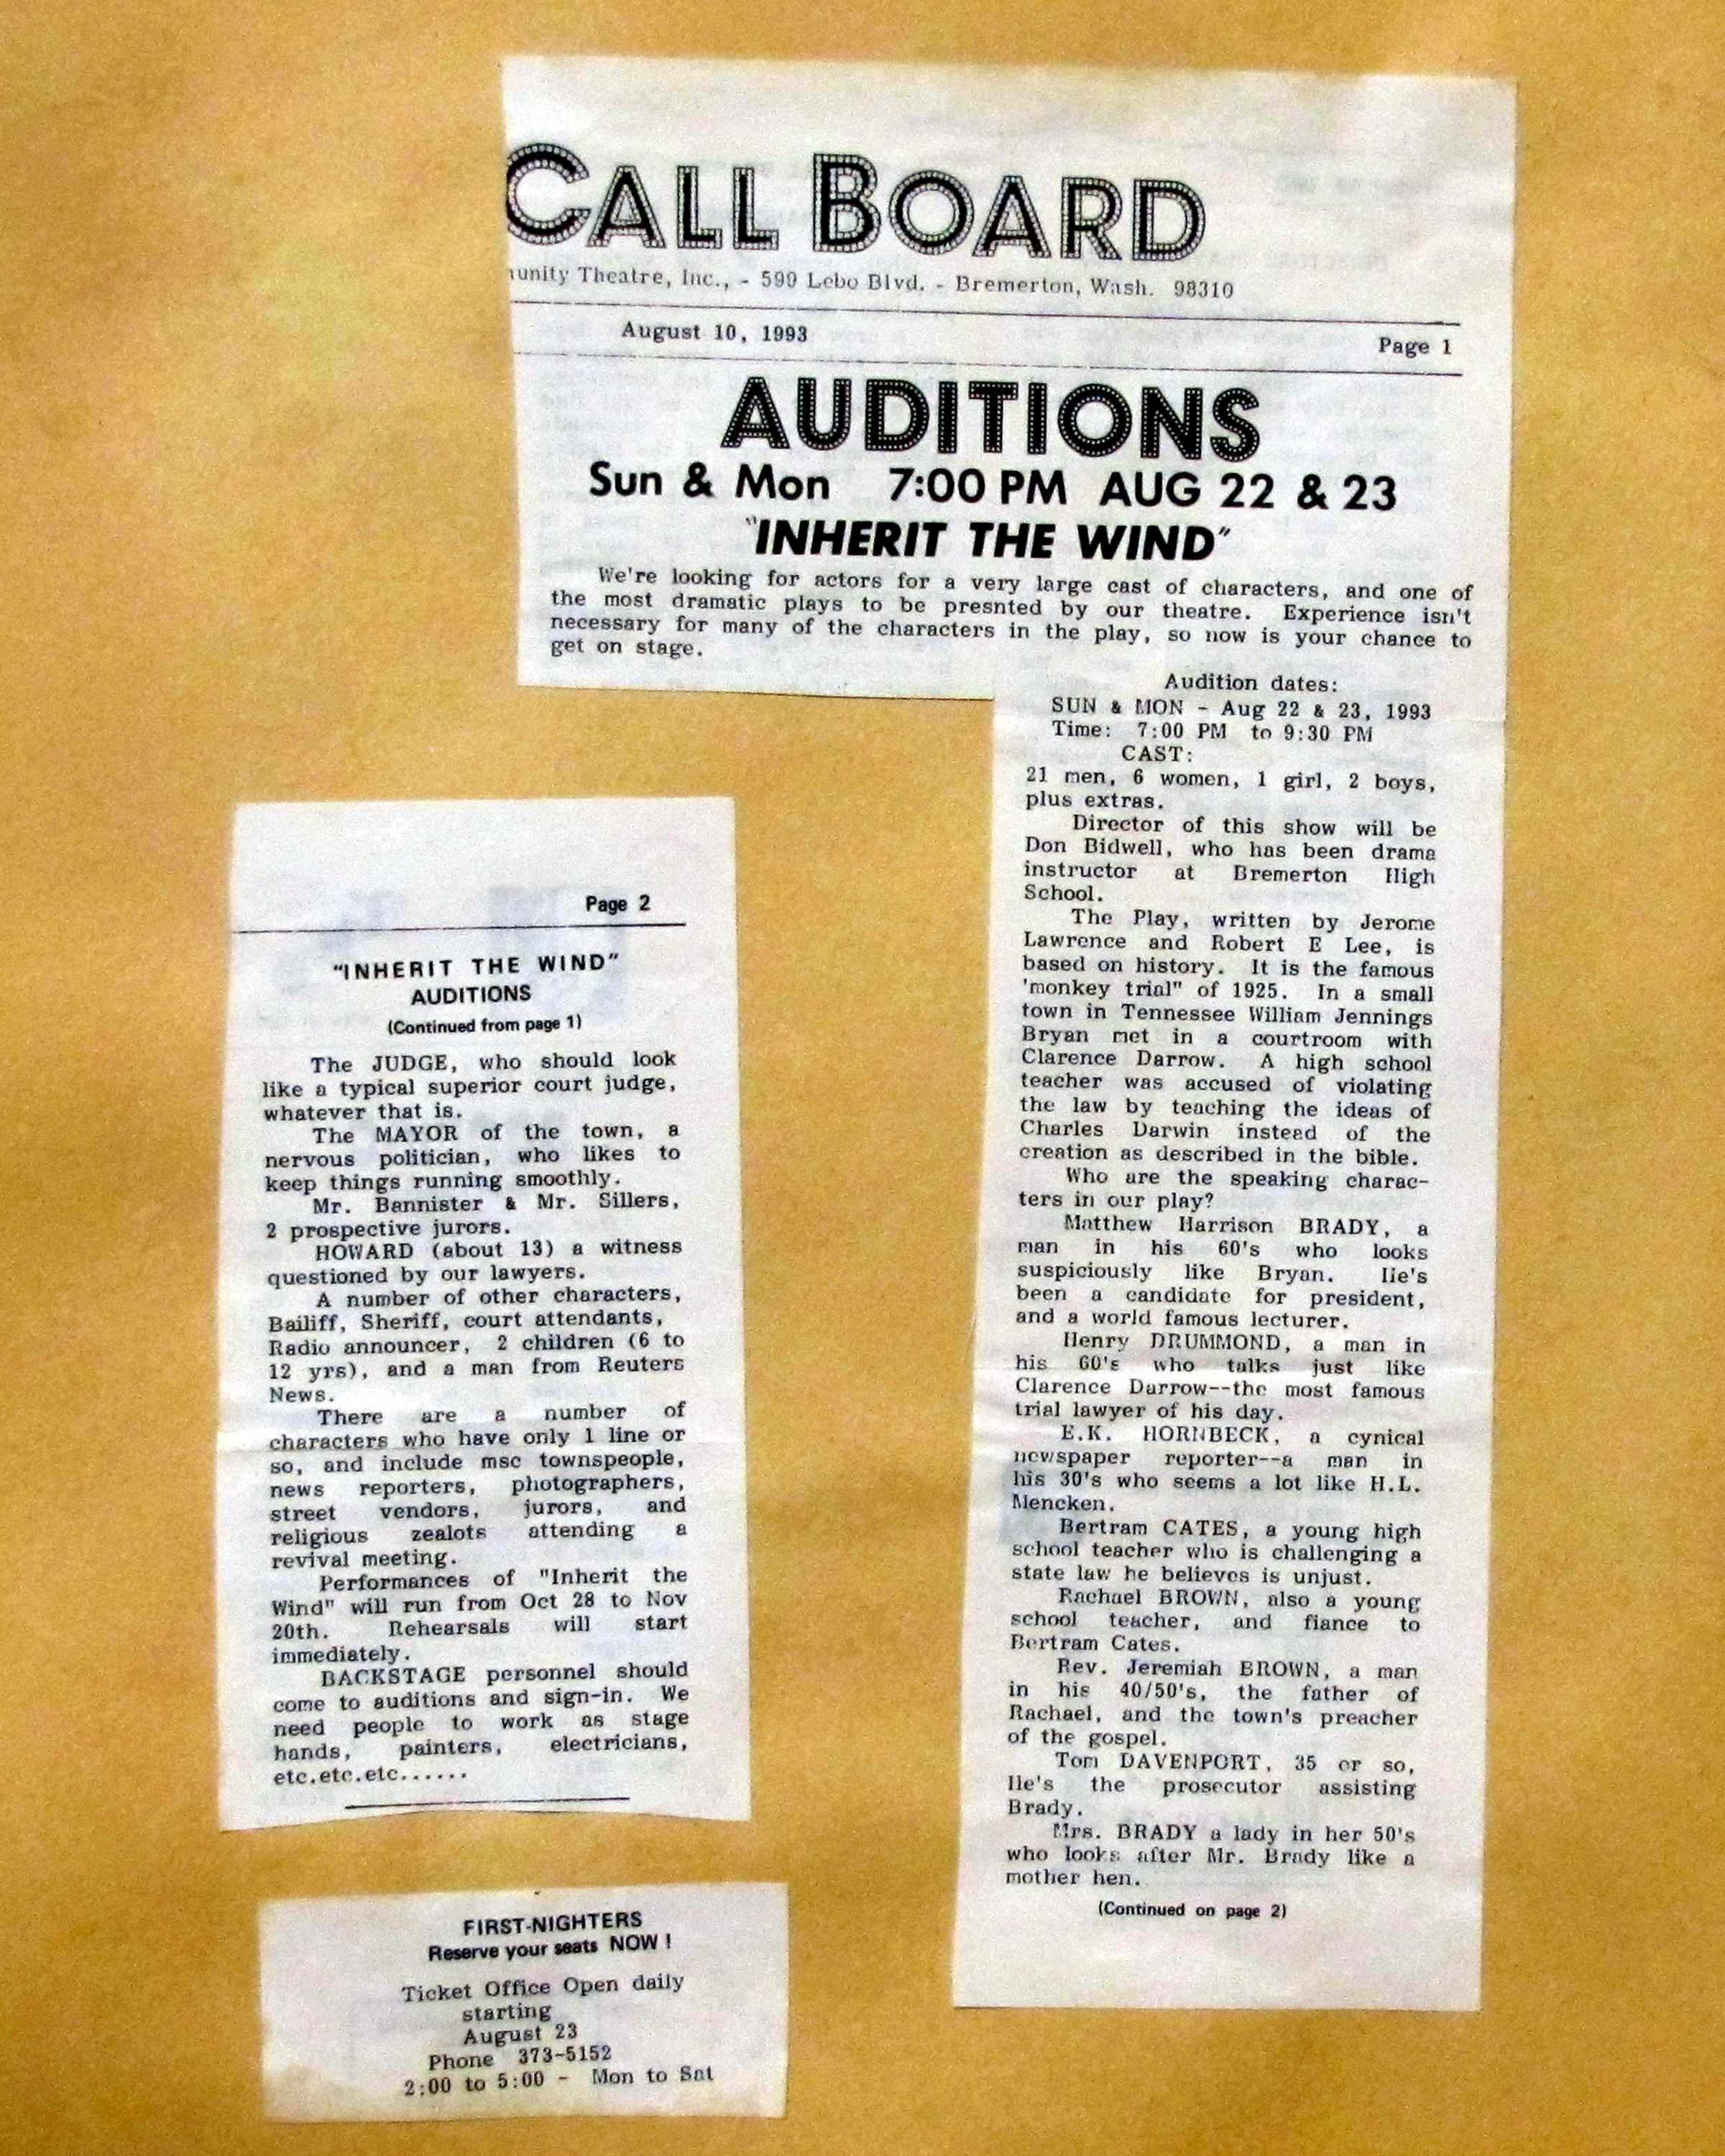 CALL BOARD
unity Theatre, Inc., - 599 Lebo Blvd. - Bremerton, Wash. 98310
August 10, 1993
Page 1
AUDITIONS
Sun & Mon 7:00 PM AUG 22 & 23
"INHERIT THE WIND"
We're looking for actors for a very large cast of characters, and one of
the most dramatic plays to be presnted by our theatre. Experience isn't
necessary for many of the characters in the play, so now is your chance to
get on stage.
Audition dates:
SUN & MON - Aug 22 & 23, 1993
Time: 7:00 PM to 9:30 PM
CAST:
21 men, 6 women, 1 girl, 2 boys,
plus extras.
Director of this show will be
Don Bidwell, who has been drama
instructor at Bremerton High
School.
The Play, written by Jerome
Lawrence and Robert E Lee, is
based on history. It is the famous
'monkey trial" of 1925. In a small
town in Tennessee William Jennings
Bryan met in a courtroom with
Clarence Darrow. A high school
teacher was accused of violating
the law by teaching the ideas of
Charles Darwin instead of the
creation as described in the bible.
Who are the speaking charac-
ters in our play?
Matthew Harrison BRADY, a
man in his 60's who looks
suspiciously like Bryan. He's
been a candidate for president,
and a world famous lecturer.
Henry DRUMMOND, a man in
his 60's who talks just like
Clarence Darrow--the most famous
trial lawyer of his day.
E.K. HORNBECK, a cynical
newspaper reporter--a man in
his 30's who seems a lot like H.L.
Mencken.
Bertram CATES, a young high
school teacher who is challenging a
state law he believes is unjust.
Rachael BROWN, also a young
school teacher, and fiance to
Bertram Cates.
Rev. Jeremiah BROWN, a man
in his 40/50's, the father of
Rachael, and the town's preacher
of the gospel.
Tom DAVENPORT, 35 or so,
He's the prosecutor assisting
Brady.
Mrs. BRADY a lady in her 50's
who looks after Mr. Brady like a
mother hen.
(Continued on page 2)
Page 2
"INHERIT THE WIND"
AUDITIONS
(Continued from page 1)
The JUDGE, who should look
like a typical superior court judge,
whatever that is.
The MAYOR of the town, a
nervous politician, who likes to
keep things running smoothly.
Mr. Bannister & Mr. Sillers,
2 prospective jurors.
HOWARD (about 13) a witness
questioned by our lawyers.
A number of other characters,
Bailiff, Sheriff, court attendants,
Radio announcer, 2 children (6 to
12 yrs), and a man from Reuters
News.
There are a number of
characters who have only 1 line or
so, and include msc townspeople,
news reporters, photographers,
street vendors, jurors, and
religious zealots attending a
revival meeting.
Performances of "Inherit the
Wind" will run from Oct 28 to Nov
20th. Rehearsals will start
immediately.
BACKSTAGE personnel should
come to auditions and sign-in. We
need people to work as stage
hands, painters, electricians,
etc.etc.etc......
FIRST-NIGHTERS
Reserve your seats NOW !
Ticket Office Open daily
starting
August 23
Phone 373-5152
2:00 to 5:00 - Mon to Sat